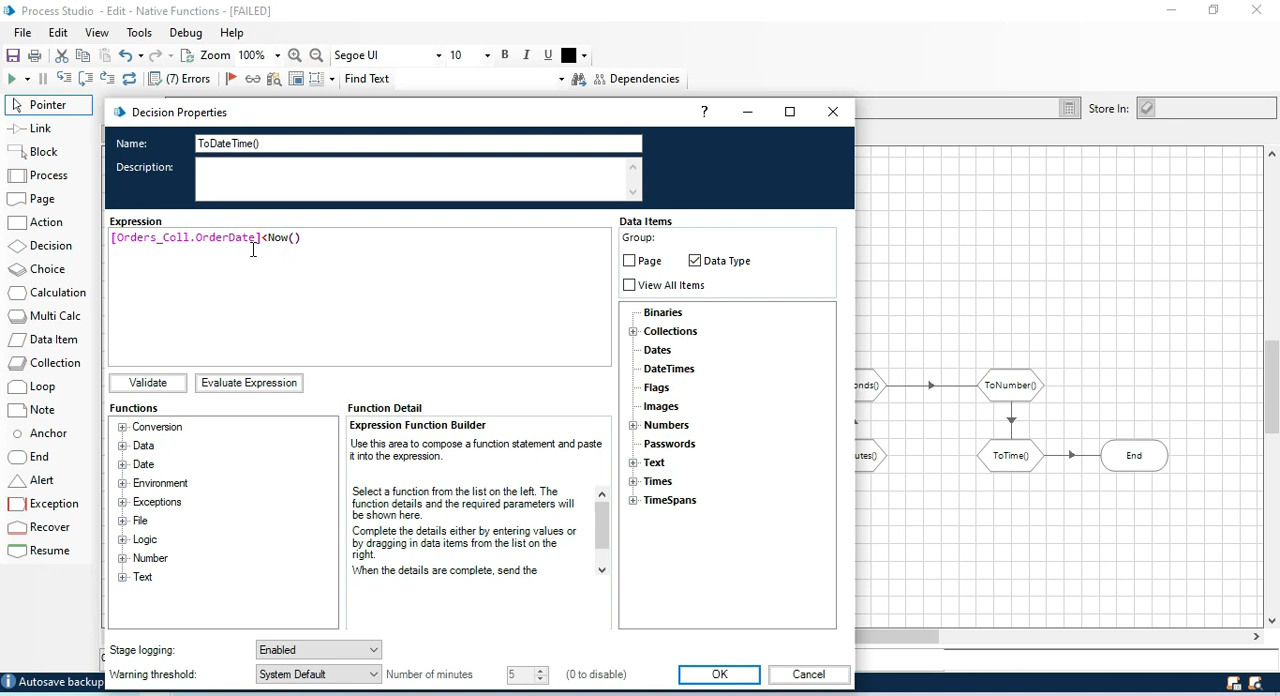 Process Studio - Edit - Native Functions - [FAILED]
File Edit View Tools Debug Help
Zoom 100% Segoe UI 10 B I U
(7) Errors Find Text Dependencies
Pointer
Link
Block
Process
Page
Action
Decision
Choice
Calculation
Multi Calc
Data Item
Collection
Loop
Note
Anchor
End
Alert
Exception
Recover
Resume
Store In:
Decision Properties ?
Name: ToDateTime()
Description:
Expression
[Orders_Coll.OrderDate]<Now()
Validate Evaluate Expression
Functions
Conversion
Data
Date
Environment
Exceptions
File
Logic
Number
Text
Function Detail
Expression Function Builder
Use this area to compose a function statement and paste
it into the expression.
Select a function from the list on the left. The
function details and the required parameters will
be shown here.
Complete the details either by entering values or
by dragging in data items from the list on the
right.
When the details are complete, send the
Data Items
Group:
Page Data Type
View All Items
Binaries
Collections
Dates
DateTimes
Flags
Images
Numbers
Passwords
Text
Times
TimeSpans
Stage logging: Enabled
Warning threshold: System Default Number of minutes 5 (0 to disable)
OK Cancel
onds() ToNumber()
utes() ToTime() End
Autosave backup